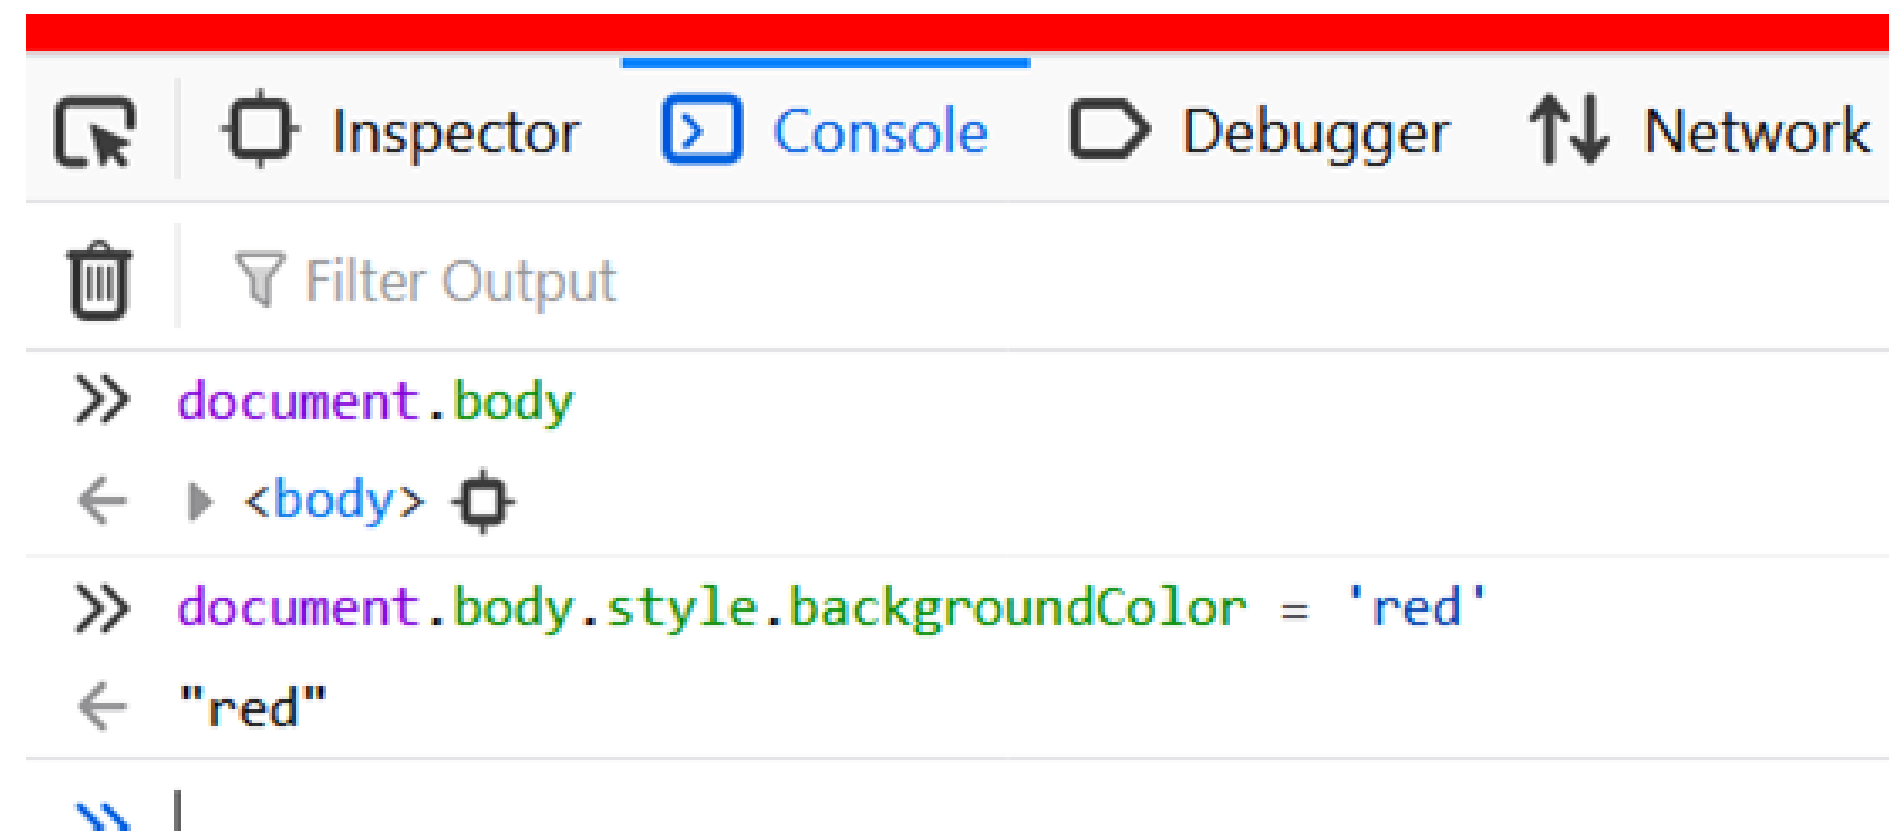 Inspector Console Debugger Network
Filter Output
document.body
<body>
document.body.style.backgroundColor = 'red'
"red"